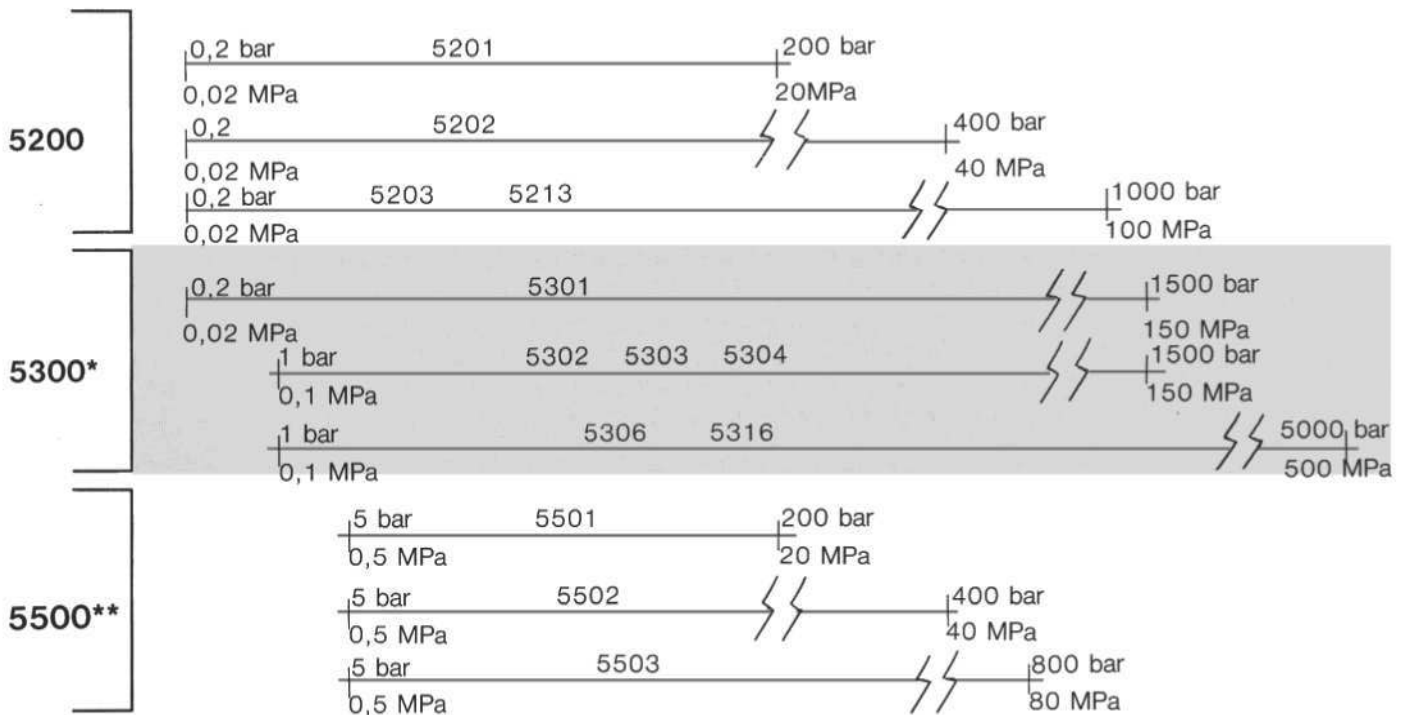 5200
0,2 bar 5201 200 bar
0,02 MPa 20MPa
0,2 5202 400 bar
0,02 MPa 40 MPa
0,2 bar 5203 5213 1000 bar
0,02 MPa 100 MPa
5300*
0,2 bar 5301 1500 bar
0,02 MPa 150 MPa
1 bar 5302 5303 5304 1500 bar
0,1 MPa 150 MPa
1 bar 5306 5316 5000 bar
0,1 MPa 500 MPa
5500**
5 bar 5501 200 bar
0,5 MPa 20 MPa
5 bar 5502 400 bar
0,5 MPa 40 MPa
5 bar 5503 800 bar
0,5 MPa 80 MPa